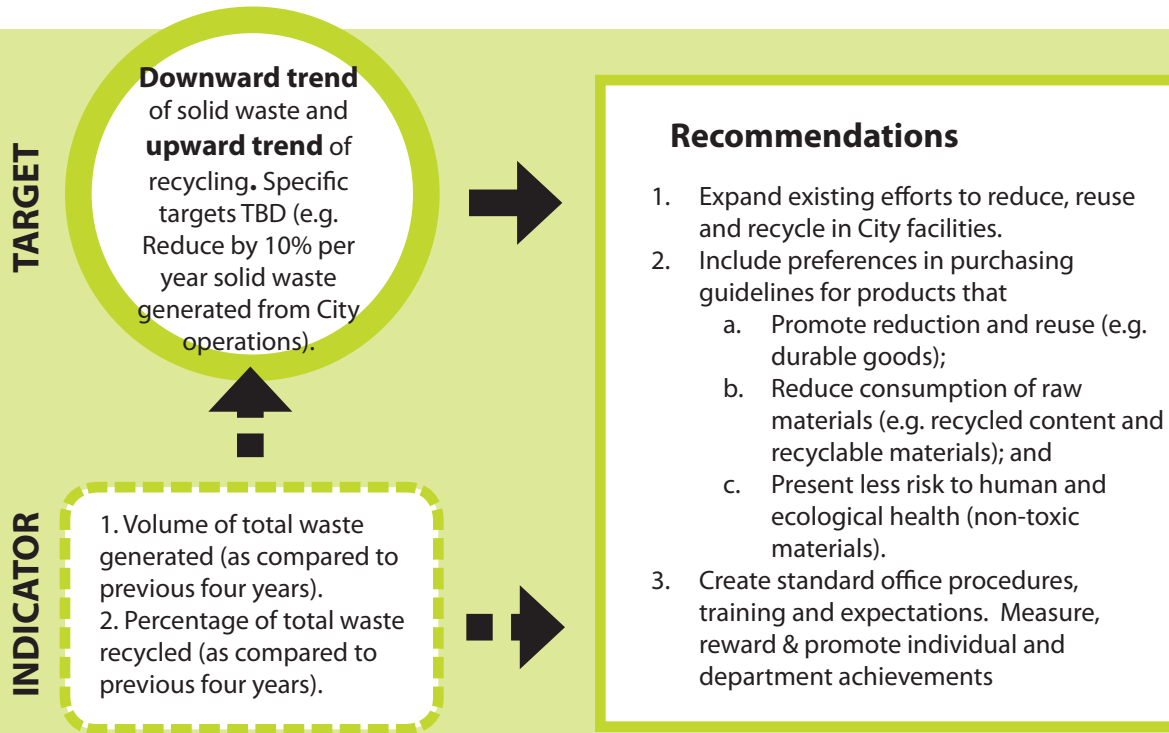 TARGET
Downward trend
of solid waste and
upward trend of
recycling. Specific
targets TBD (e.g.
Reduce by 10% per
year solid waste
generated from City
operations).
INDICATOR
1. Volume of total waste
generated (as compared to
previous four years).
2. Percentage of total waste
recycled (as compared to
previous four years).
Recommendations
1. Expand existing efforts to reduce, reuse
and recycle in City facilities.
2. Include preferences in purchasing
guidelines for products that
a. Promote reduction and reuse (e.g.
durable goods);
b. Reduce consumption of raw
materials (e.g. recycled content and
recyclable materials); and
c. Present less risk to human and
ecological health (non-toxic
materials).
3. Create standard office procedures,
training and expectations.  Measure,
reward & promote individual and
department achievements